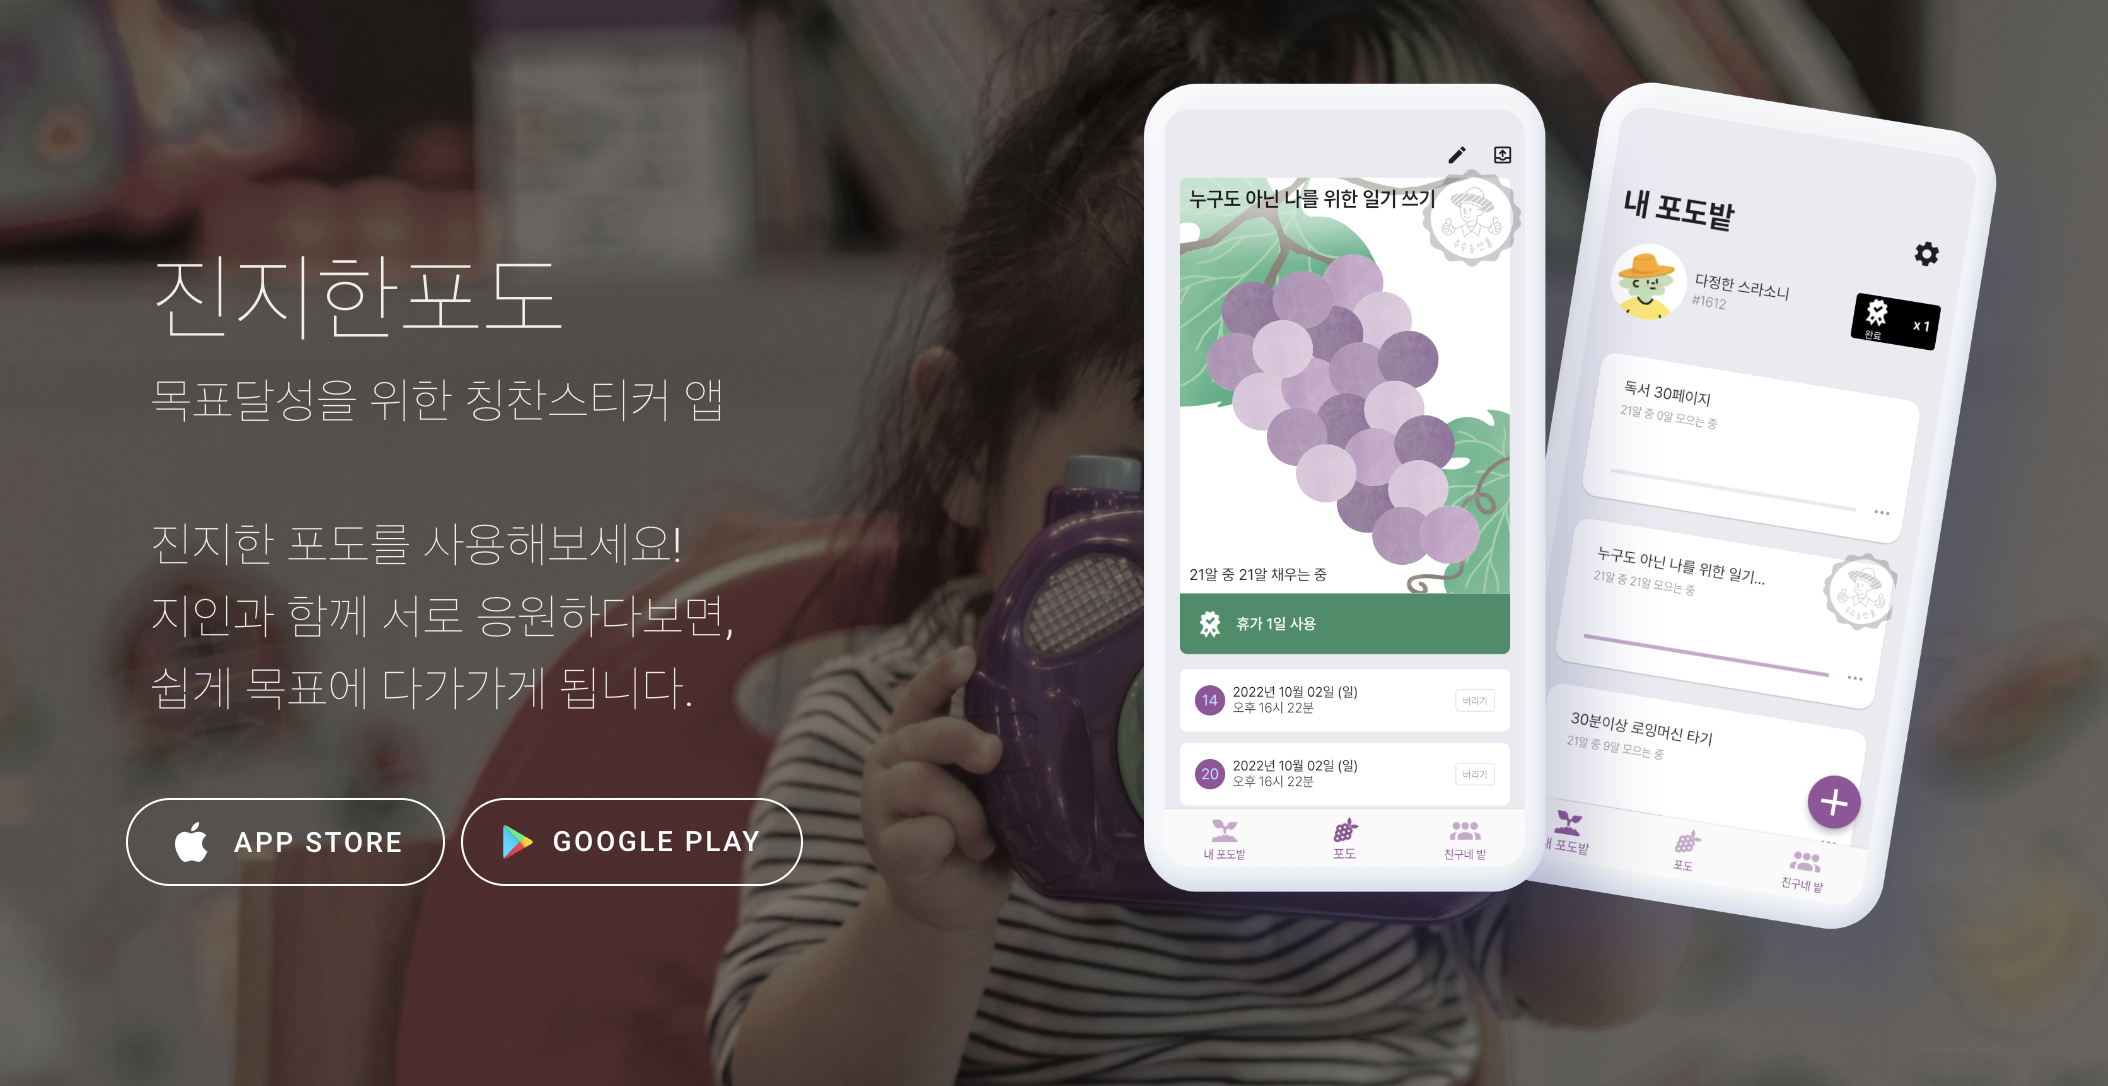 진지한포도
목표달성을 위한 칭찬스티커 앱
진지한 포도를 사용해보세요!
지인과 함께 서로 응원하다보면,
쉽게 목표에 다가가게 됩니다.
APP STORE
GOOGLE PLAY
누구도 아닌 나를 위한 일기 쓰기
21알 중 21알 채우는 중
휴가 1일 사용
14
2022년 10월 02일 (일)
오후 16시 22분
버리기
20
2022년 10월 02일 (일)
오후 16시 22분
버리기
내 포도밭
포도
친구네 밭
내 포도밭
다정한 스라소니
#1612
완료
x 1
독서 30페이지
21알 중 0알 모으는 중
누구도 아닌 나를 위한 일기...
21알 중 21알 모으는 중
30분이상 로잉머신 타기
21알 중 9알 모으는 중
내 포도밭
포도
친구네 밭